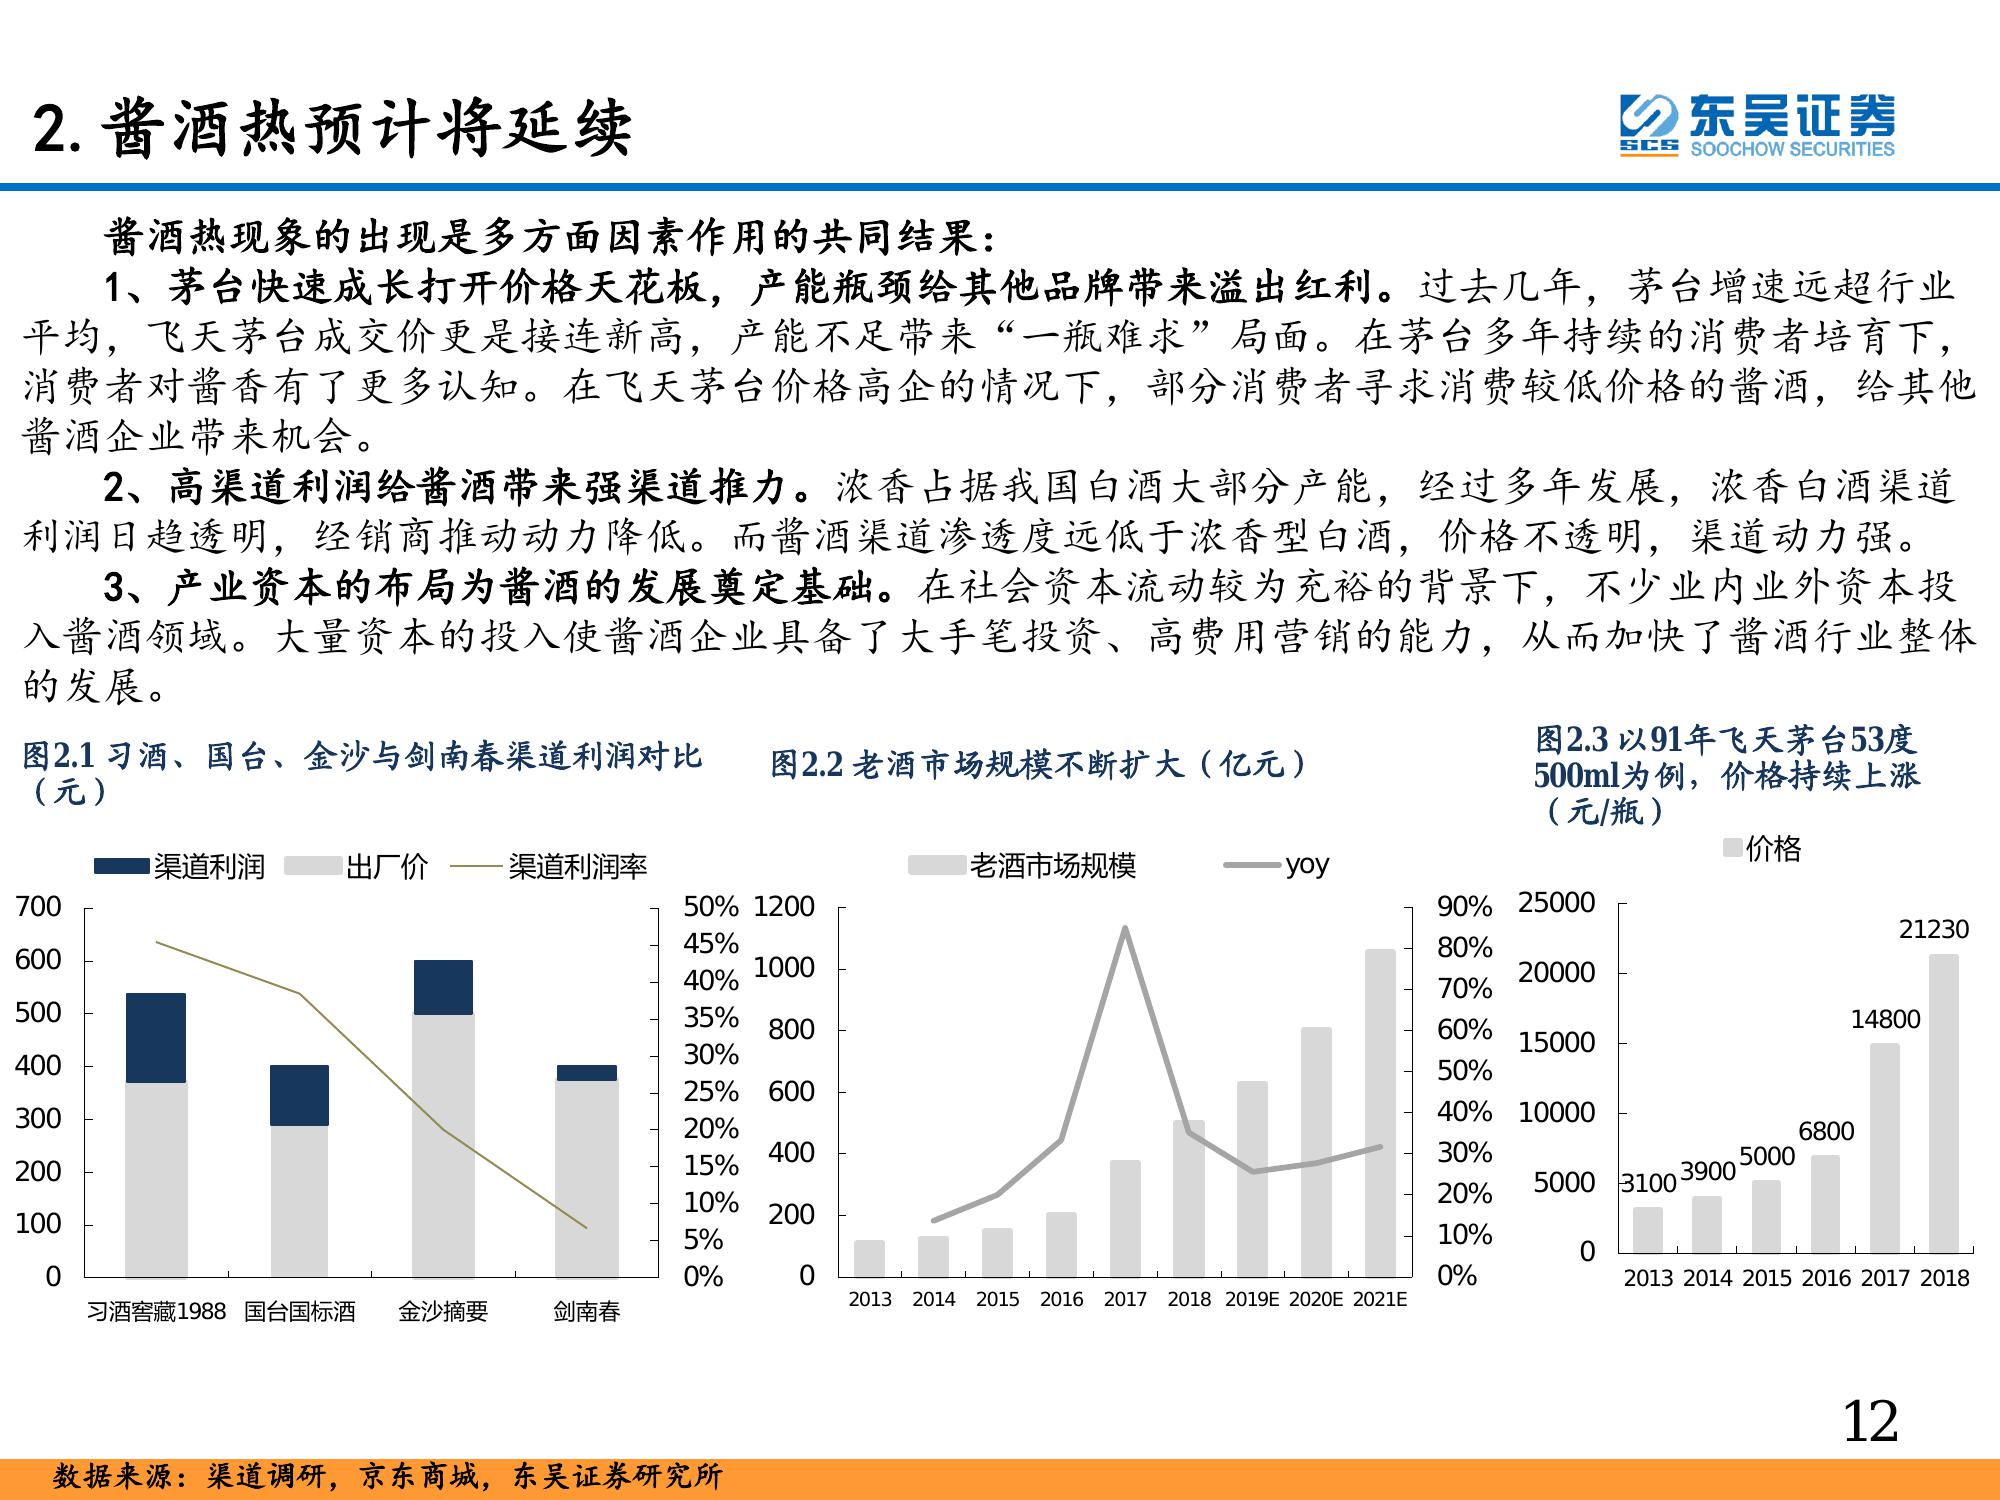 2.酱酒热预计将延续
东吴证券
SCS
SOOCHOW SECURITIES
酱酒热现象的出现是多方面因素作用的共同结果：
1、茅台快速成长打开价格天花板，产能瓶颈给其他品牌带来溢出红利。过去几年，茅台增速远超行业
平均，飞天茅台成交价更是接连新高，产能不足带来“一瓶难求”局面。在茅台多年持续的消费者培育下，
消费者对酱香有了更多认知。在飞天茅台价格高企的情况下，部分消费者寻求消费较低价格的酱酒，给其他
酱酒企业带来机会。
2、高渠道利润给酱酒带来强渠道推力。浓香占据我国白酒大部分产能，经过多年发展，浓香白酒渠道
利润日趋透明，经销商推动动力降低。而酱酒渠道渗透度远低于浓香型白酒，价格不透明，渠道动力强。
3、产业资本的布局为酱酒的发展奠定基础。在社会资本流动较为充裕的背景下，不少业内业外资本投
入酱酒领域。大量资本的投入使酱酒企业具备了大手笔投资、高费用营销的能力，从而加快了酱酒行业整体
的发展。
图2.1 习酒、国台、金沙与剑南春渠道利润对比
（元）
渠道利润 出厂价 渠道利润率
700
600
500
400
300
200
100
0
50%
45%
40%
35%
30%
25%
20%
15%
10%
5%
0%
习酒窖藏1988 国台国标酒 金沙摘要 剑南春
图2.2 老酒市场规模不断扩大（亿元）
老酒市场规模 yoy
1200
1000
800
600
400
200
0
90%
80%
70%
60%
50%
40%
30%
20%
10%
0%
2013 2014 2015 2016 2017 2018 2019E 2020E 2021E
图2.3 以91年飞天茅台53度
500ml为例，价格持续上涨
（元/瓶）
价格
25000
20000
15000
10000
5000
0
3100 3900 5000 6800 14800 21230
2013 2014 2015 2016 2017 2018
12
数据来源：渠道调研，京东商城，东吴证券研究所